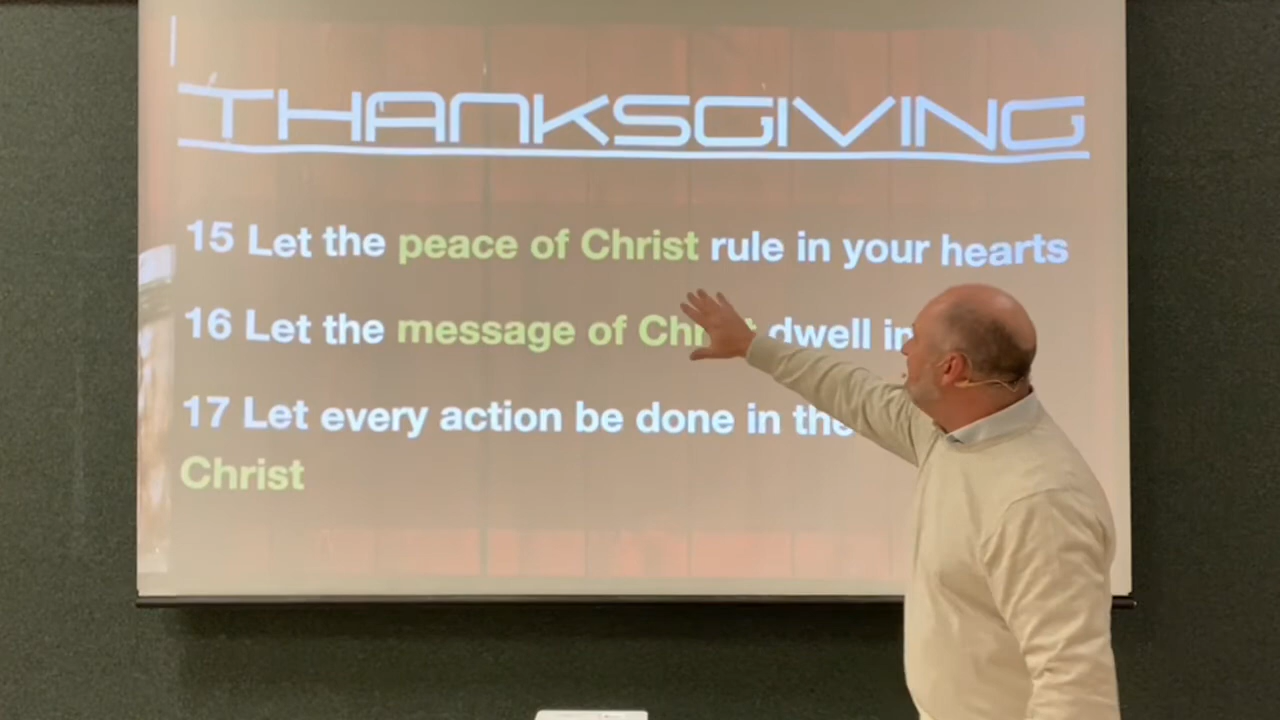 THANKSGIVING
15 Let the peace of Christ rule in your hearts
16 Let the message of dwell in
17 Let every action be done in the
Christ